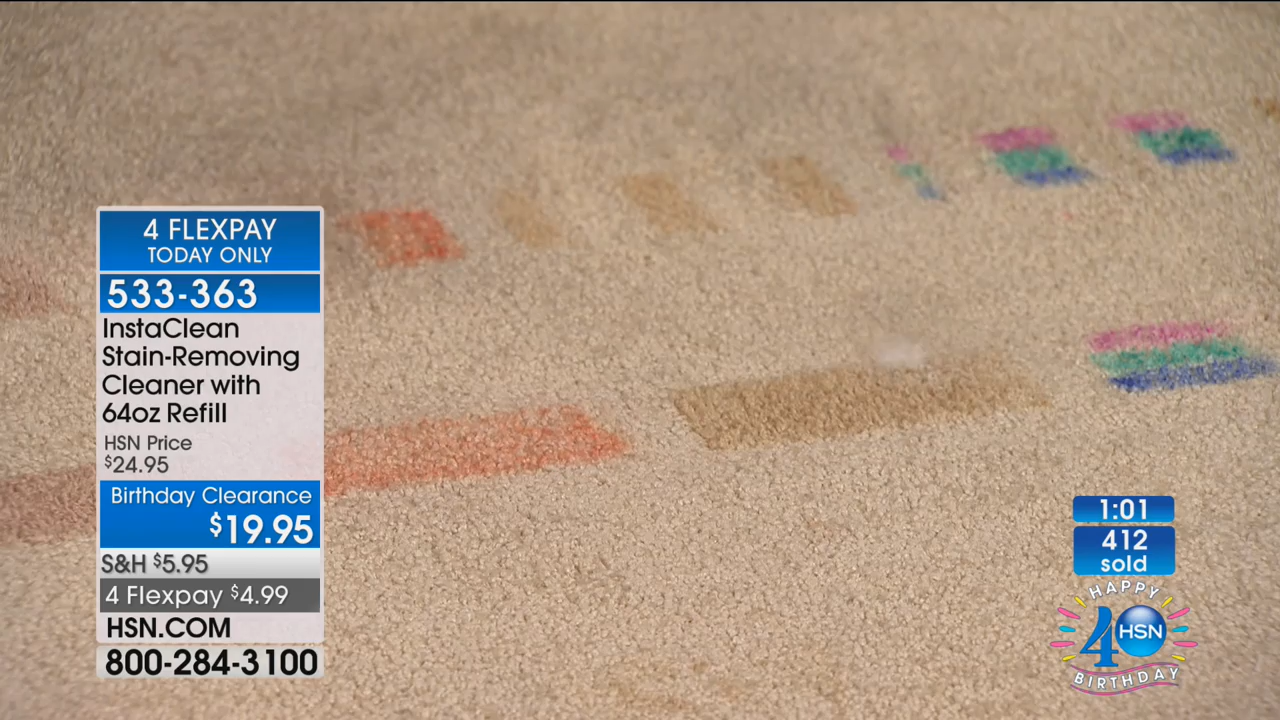 4 FLEXPAY
TODAY ONLY
533-363
InstaClean
Stain-Removing
Cleaner with
64oz Refill
HSN Price
$24.95
Birthday Clearance
$19.95
S&H $5.95
4 Flexpay $4.99
HSN.COM
800-284-3100
1:01
412
sold
HAPPY
40 HSN
BIRTHDAY